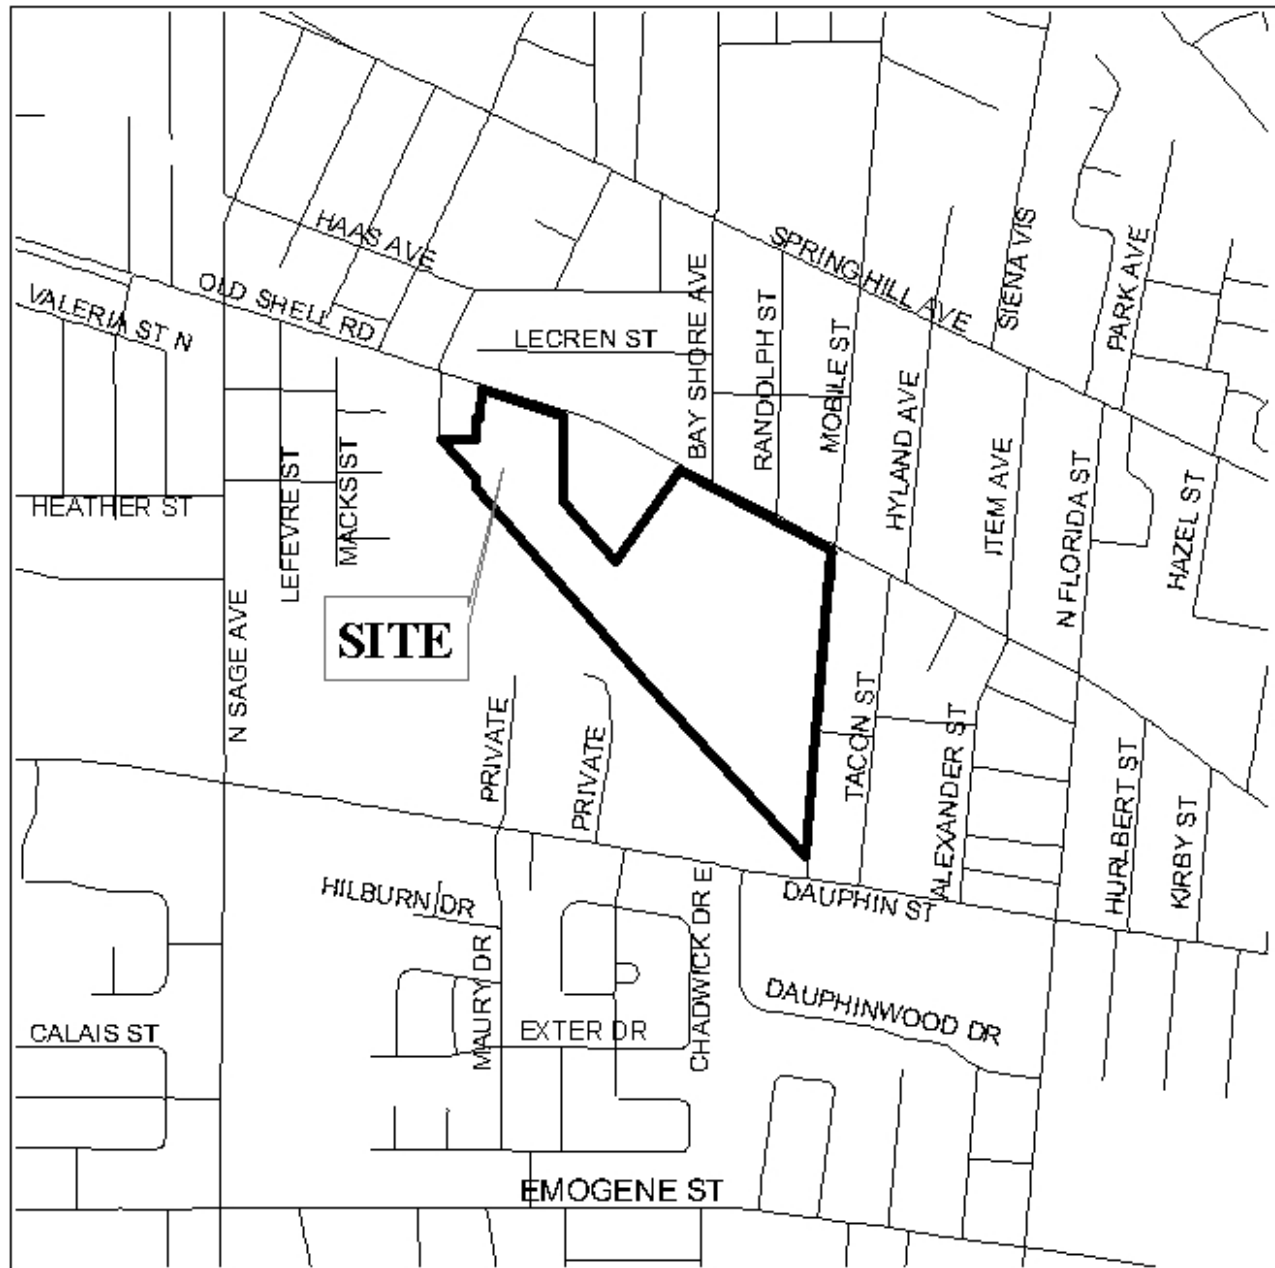 HAAS AVE
SPRING HILL AVE
SIENA VIS
PARK AVE
OLD SHELL RD
VALERIA ST N
LECREN ST
BAY SHORE AVE
RANDOLPH ST
MOBILE ST
HYLAND AVE
ITEM AVE
N FLORIDA ST
HAZEL ST
HEATHER ST
LEFEVRE ST
MACKS ST
SITE
N SAGE AVE
PRIVATE
PRIVATE
TACON ST
ALEXANDER ST
HURLBERT ST
KIRBY ST
HILBURN DR
DAUPHIN ST
MAURY DR
CHADWICK DR E
DAUPHINWOOD DR
CALAIS ST
EXTER DR
EMOGENE ST